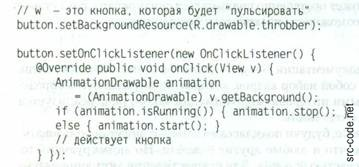 // w – это кнопка, которая будет "пульсировать"
button.setBackgroundResource(R.drawable.throbber);
button.setOnClickListener(new OnClickListener() {
@Override public void onClick(View v) {
AnimationDrawable animation
= (AnimationDrawable) v.getBackground();
if (animation.isRunning()) { animation.stop();
else { animation.start(); }
// действует кнопка
} });
rc-code.net